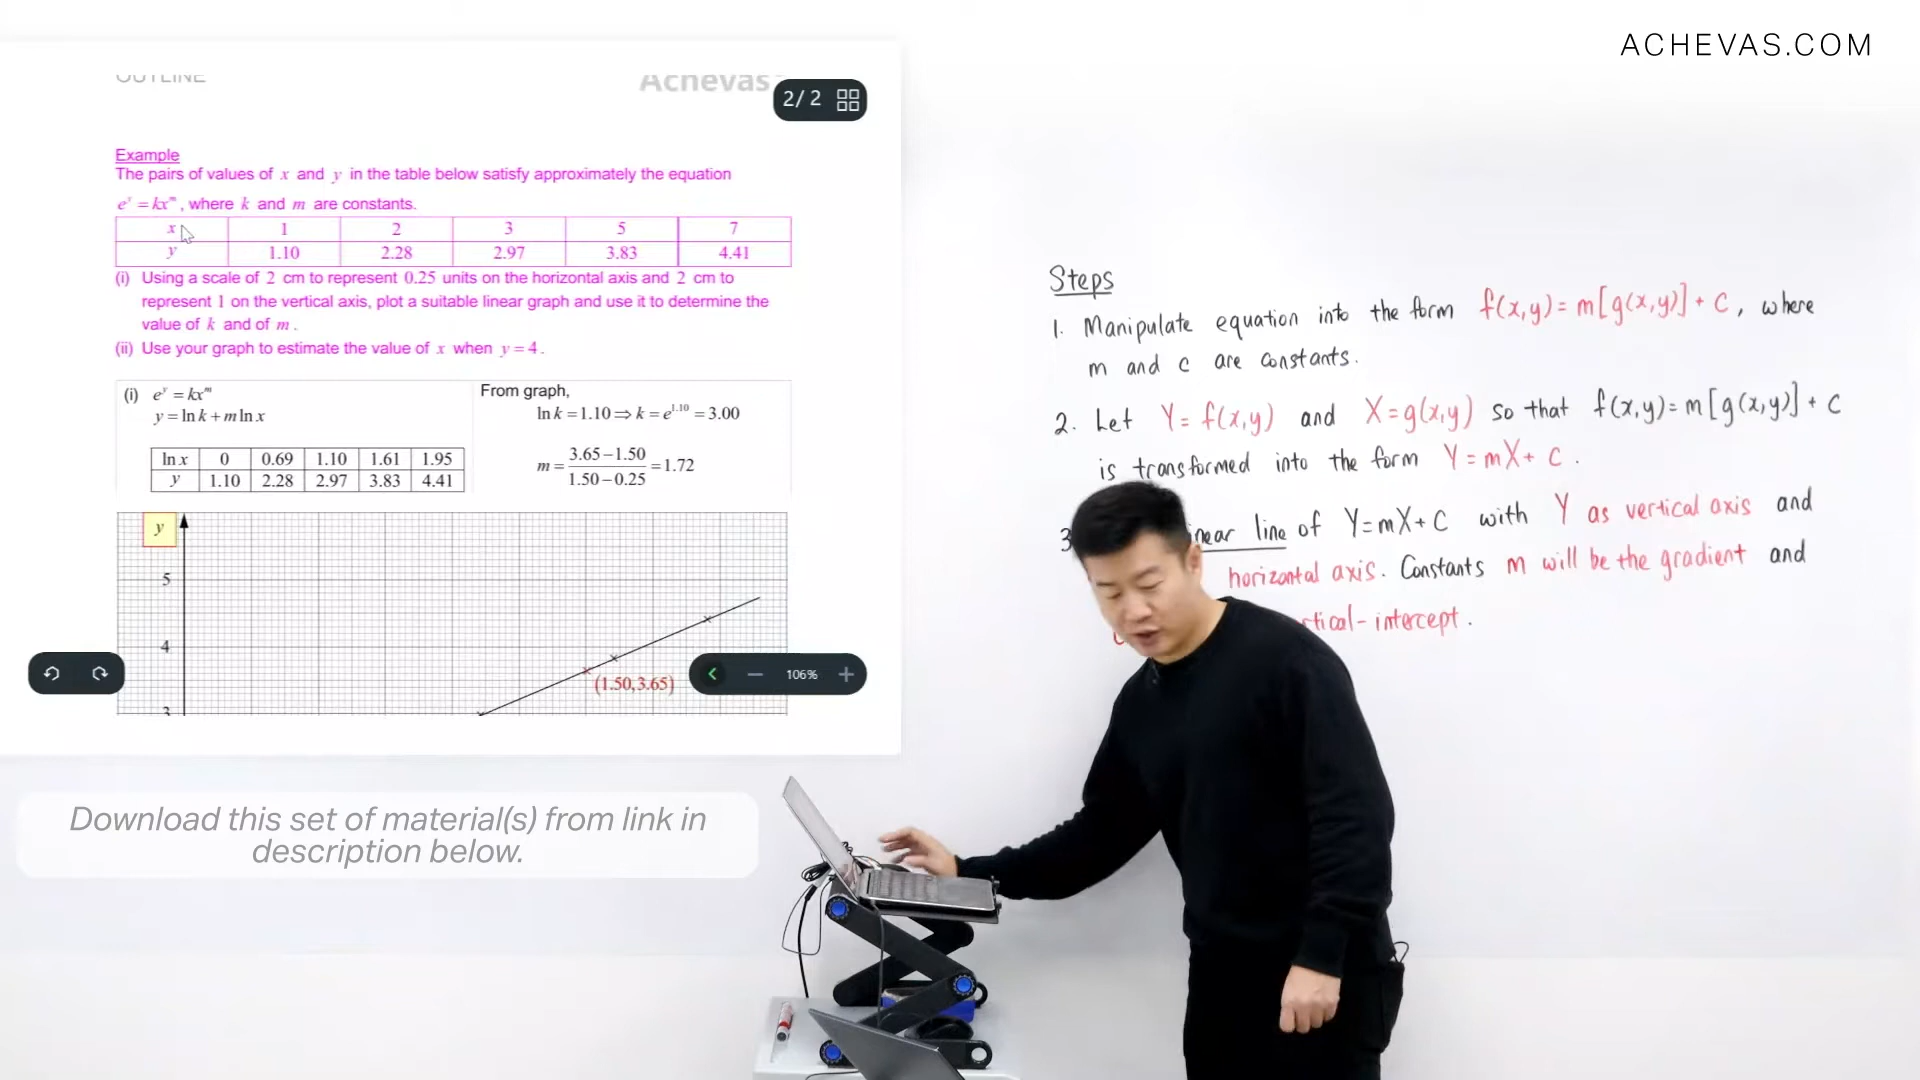 ACHEVAS.COM
OUTLINE
Achevas
2/2
Example
The pairs of values of x and y in the table below satisfy approximately the equation
e^y = kx^m, where k and m are constants.
x 1 2 3 5 7
y 1.10 2.28 2.97 3.83 4.41
(i) Using a scale of 2 cm to represent 0.25 units on the horizontal axis and 2 cm to
represent 1 on the vertical axis, plot a suitable linear graph and use it to determine the
value of k and of m.
(ii) Use your graph to estimate the value of x when y=4.
(i) e^y = kx^m
y = ln k + m ln x
ln x 0 0.69 1.10 1.61 1.95
y 1.10 2.28 2.97 3.83 4.41
From graph,
ln k = 1.10 ⇒ k = e^1.10 = 3.00
m = (3.65−1.50)/(1.50−0.25) = 1.72
y
5
4
3
(1.50,3.65)
106%
Download this set of material(s) from link in
description below.
Steps
1. Manipulate equation into the form f(x,y)=m[g(x,y)]+C, where
m and c are constants.
2. Let Y=f(x,y) and X=g(x,y) so that f(x,y)=m[g(x,y)]+C
is transformed into the form Y=mX+C.
3 near line of Y=mX+C with Y as vertical axis and
horizontal axis. Constants m will be the gradient and
tical-intercept.